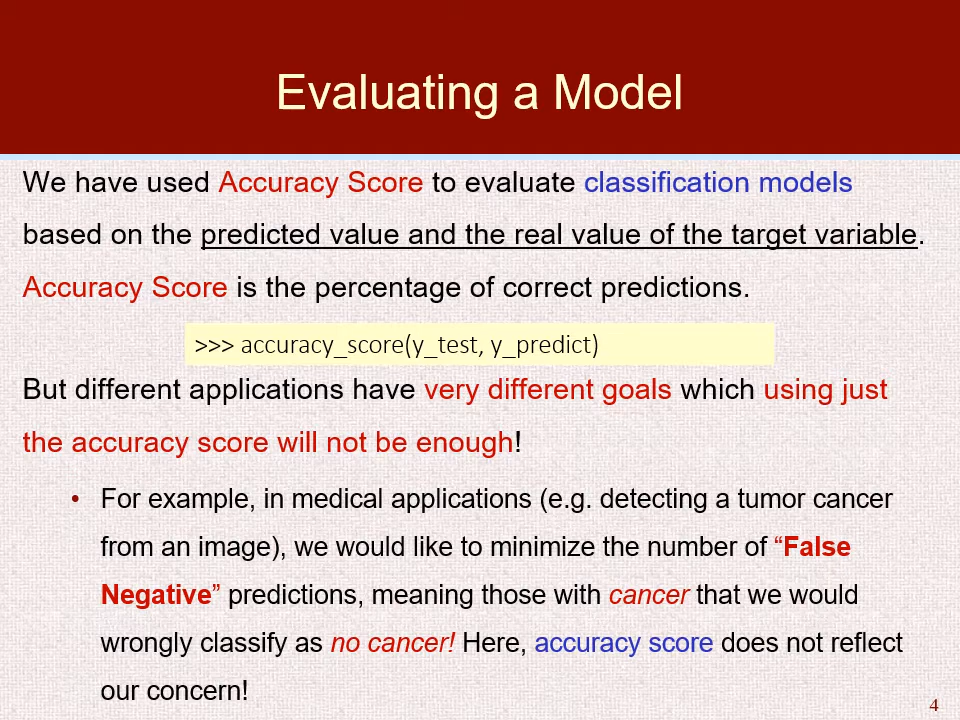 Evaluating a Model
We have used Accuracy Score to evaluate classification models
based on the predicted value and the real value of the target variable.
Accuracy Score is the percentage of correct predictions.
>>> accuracy_score(y_test, y_predict)
But different applications have very different goals which using just
the accuracy score will not be enough!
• For example, in medical applications (e.g. detecting a tumor cancer
from an image), we would like to minimize the number of “False
Negative” predictions, meaning those with cancer that we would
wrongly classify as no cancer! Here, accuracy score does not reflect
our concern!
4